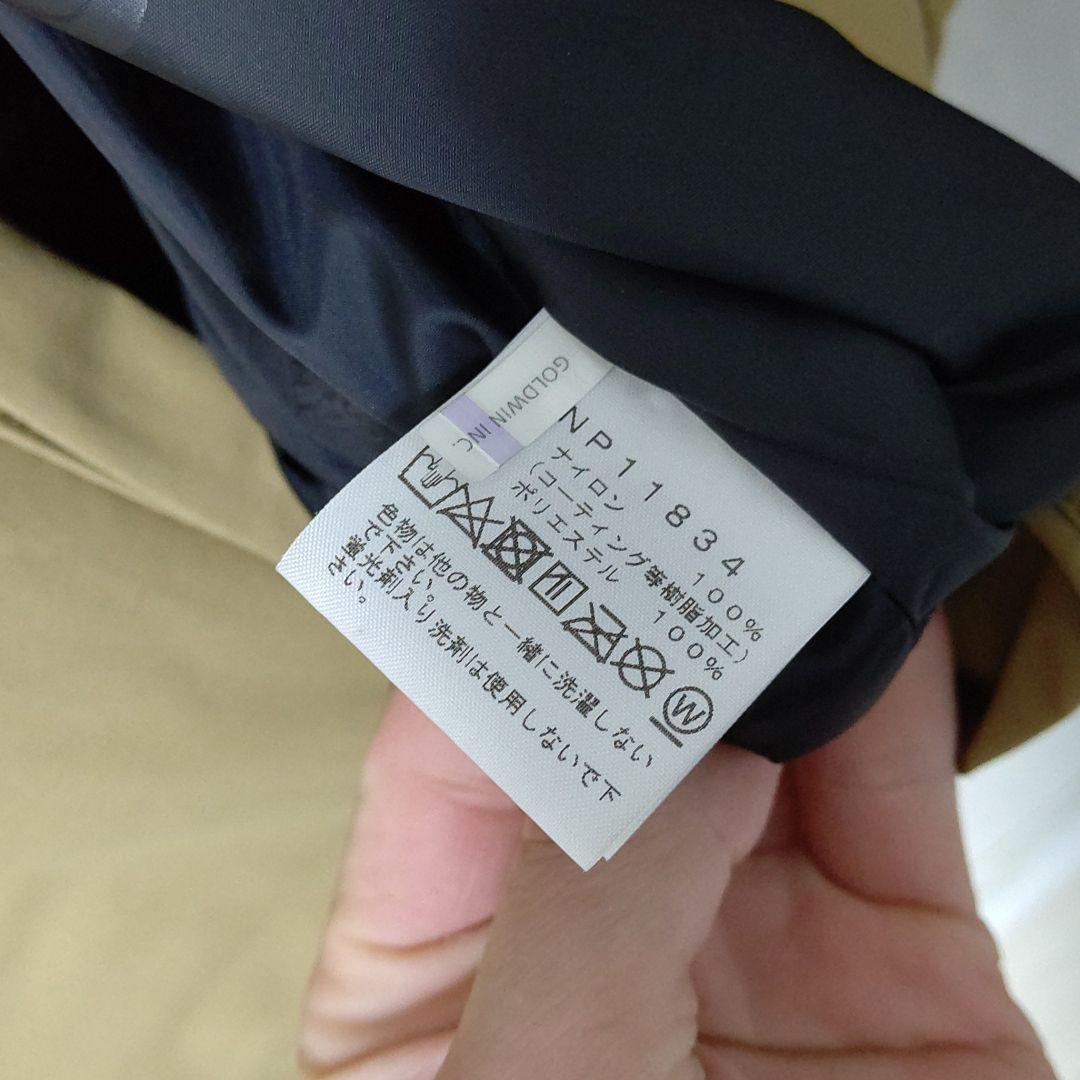 GOLDWIN INC.
NP11834
ナイロン 100%
(コーティング等樹脂加工)
ポリエステル 100%
W
色物は他の物と一緒に洗濯しない
で下さい。
蛍光剤入り洗剤は使用しないで下
さい。